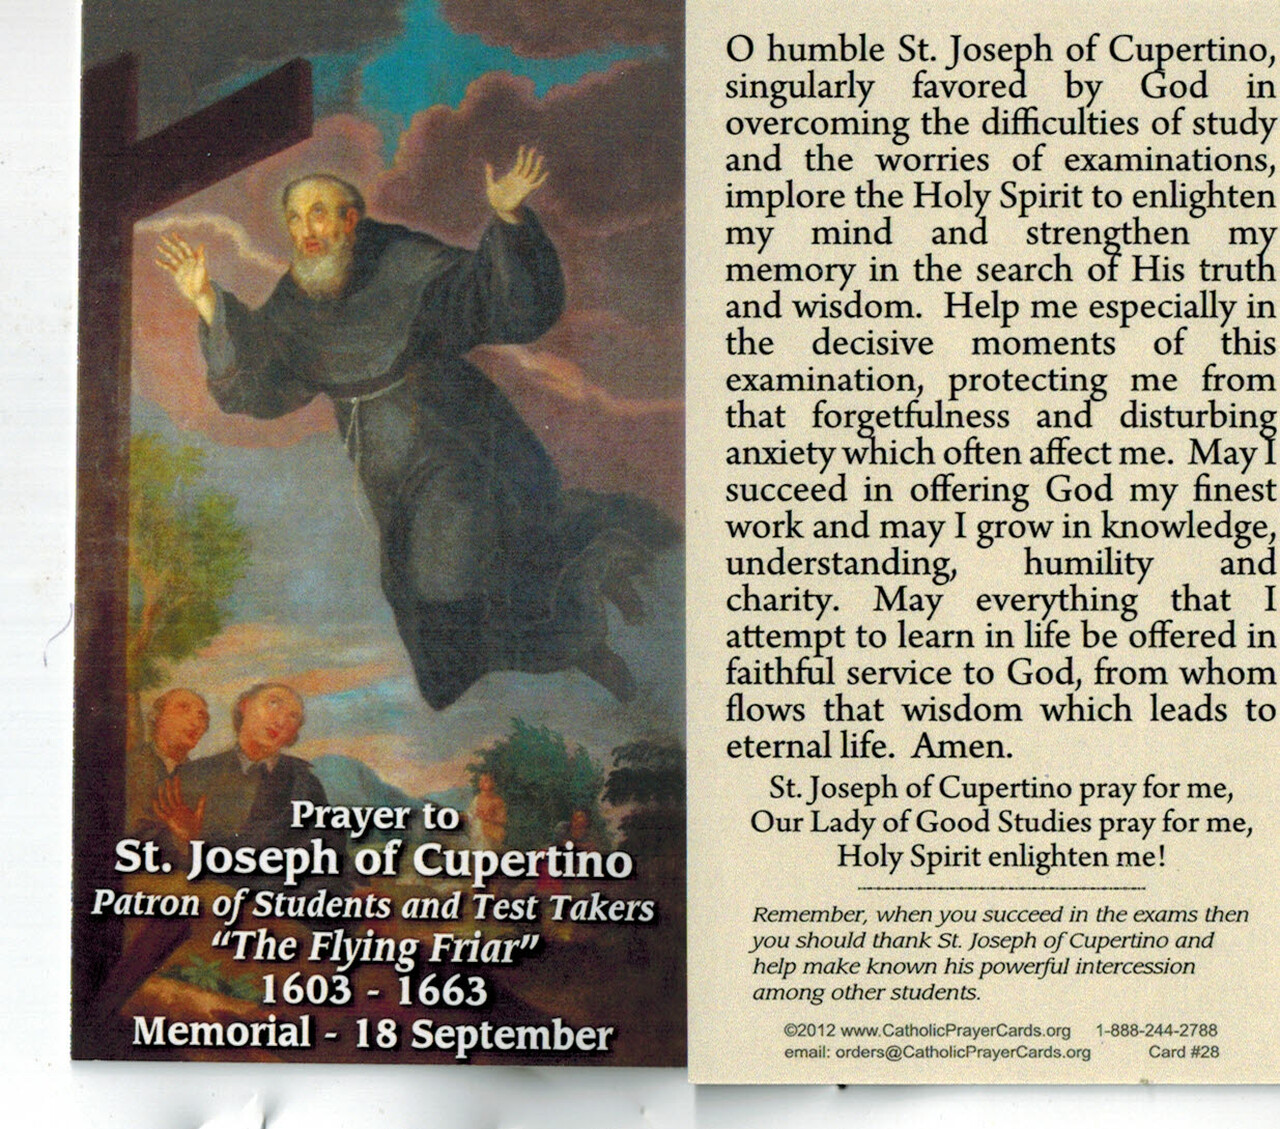 Prayer to
St. Joseph of Cupertino
Patron of Students and Test Takers
“The Flying Friar”
1603 - 1663
Memorial - 18 September
O humble St. Joseph of Cupertino,
singularly favored by God in
overcoming the difficulties of study
and the worries of examinations,
implore the Holy Spirit to enlighten
my mind and strengthen my
memory in the search of His truth
and wisdom. Help me especially in
the decisive moments of this
examination, protecting me from
that forgetfulness and disturbing
anxiety which often affect me. May I
succeed in offering God my finest
work and may I grow in knowledge,
understanding, humility and
charity. May everything that I
attempt to learn in life be offered in
faithful service to God, from whom
flows that wisdom which leads to
eternal life. Amen.
St. Joseph of Cupertino pray for me,
Our Lady of Good Studies pray for me,
Holy Spirit enlighten me!
Remember, when you succeed in the exams then
you should thank St. Joseph of Cupertino and
help make known his powerful intercession
among other students.
©2012 www.CatholicPrayerCards.org 1-888-244-2788
email: orders@CatholicPrayerCards.org Card #28